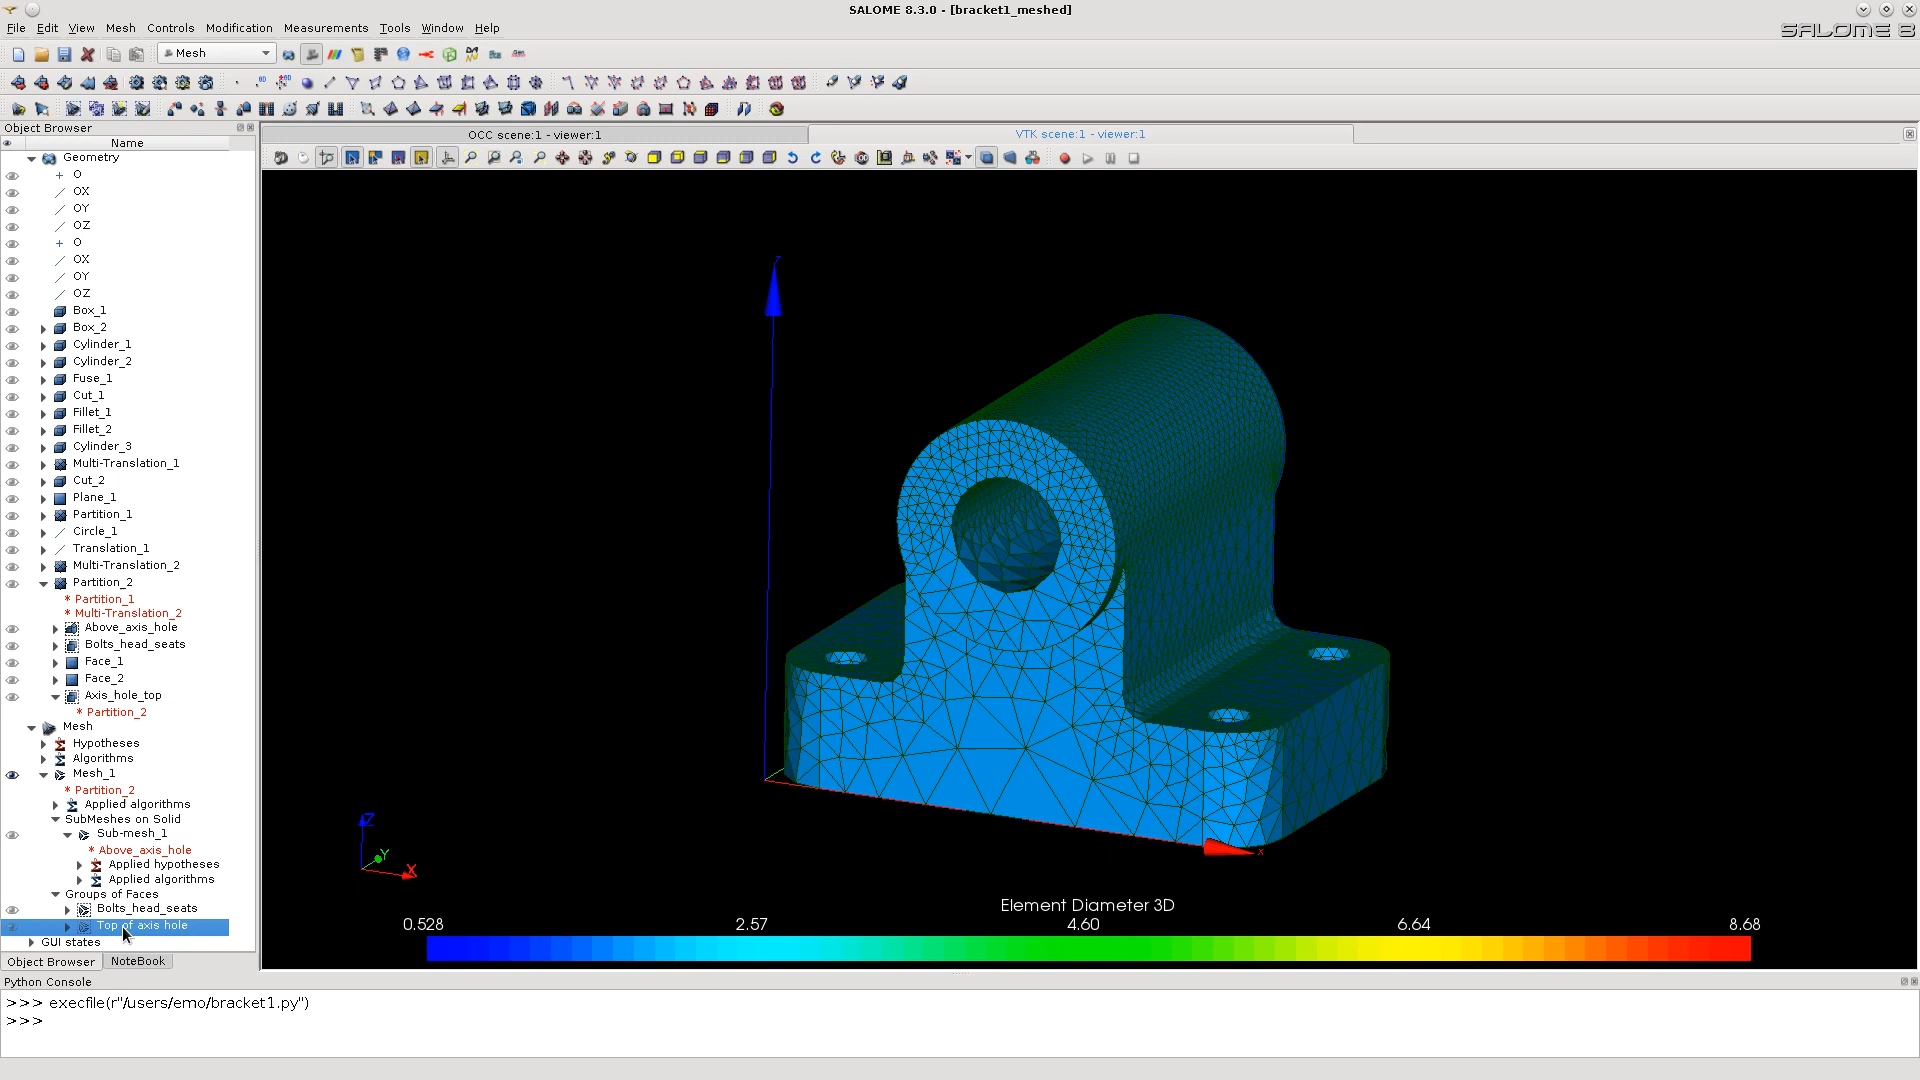 SALOME 8.3.0 - [bracket1_meshed]
File Edit View Mesh Controls Modification Measurements Tools Window Help
SALOME 8
Mesh
Object Browser
OCC scene:1 - viewer:1
VTK scene:1 - viewer:1
Name
Geometry
O
OX
OY
OZ
O
OX
OY
OZ
Box_1
Box_2
Cylinder_1
Cylinder_2
Fuse_1
Cut_1
Fillet_1
Fillet_2
Cylinder_3
Multi-Translation_1
Cut_2
Plane_1
Partition_1
Circle_1
Translation_1
Multi-Translation_2
Partition_2
* Partition_1
* Multi-Translation_2
Above_axis_hole
Bolts_head_seats
Face_1
Face_2
Axis_hole_top
* Partition_2
Mesh
Hypotheses
Algorithms
Mesh_1
* Partition_2
Applied algorithms
SubMeshes on Solid
Sub-mesh_1
* Above_axis_hole
Applied hypotheses
Applied algorithms
Groups of Faces
Bolts_head_seats
Top of axis hole
GUI states
Z
X
Z
Y
X
Element Diameter 3D
0.528 2.57 4.60 6.64 8.68
Object Browser NoteBook
Python Console
>>> execfile(r"/users/emo/bracket1.py")
>>>